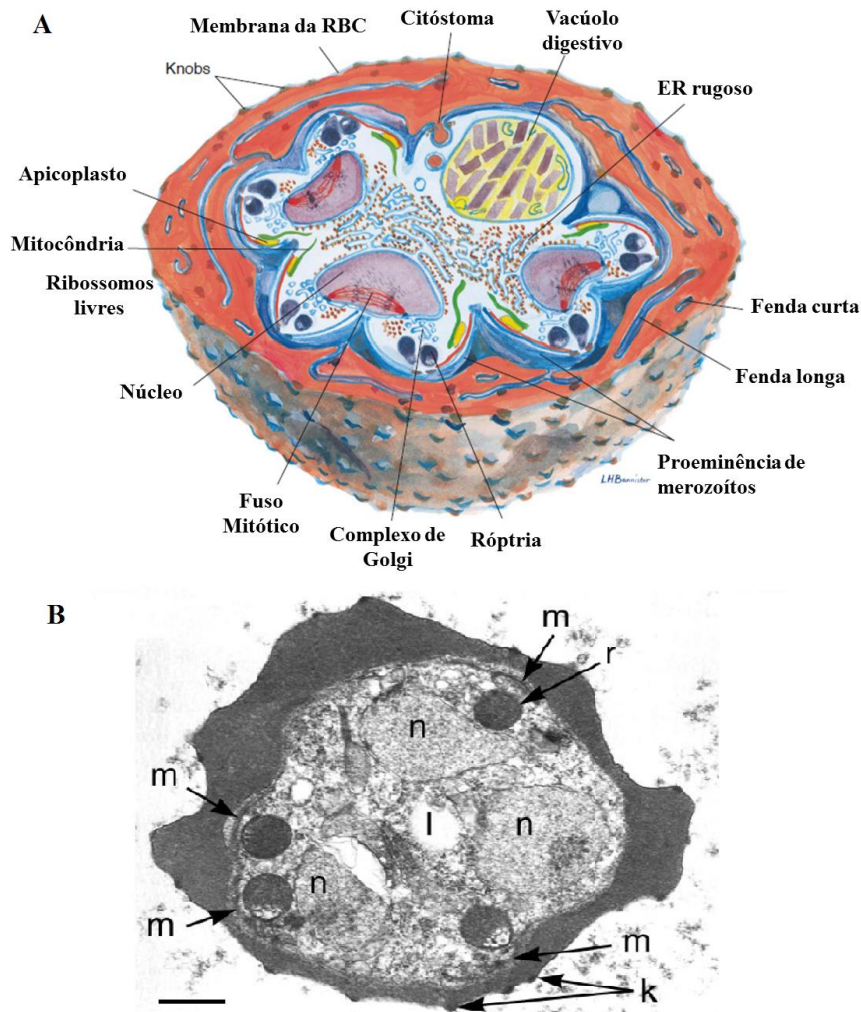 A
Membrana da RBC
Citóstoma
Vacúolo
digestivo
Knobs
ER rugoso
Apicoplasto
Mitocôndria
Ribossomos
livres
Fenda curta
Fenda longa
Núcleo
Proeminência de
merozoítos
LHBannister
Fuso
Mitótico
Complexo de
Golgi
Róptria
B
m
r
n
m
l
n
n
m
m
k